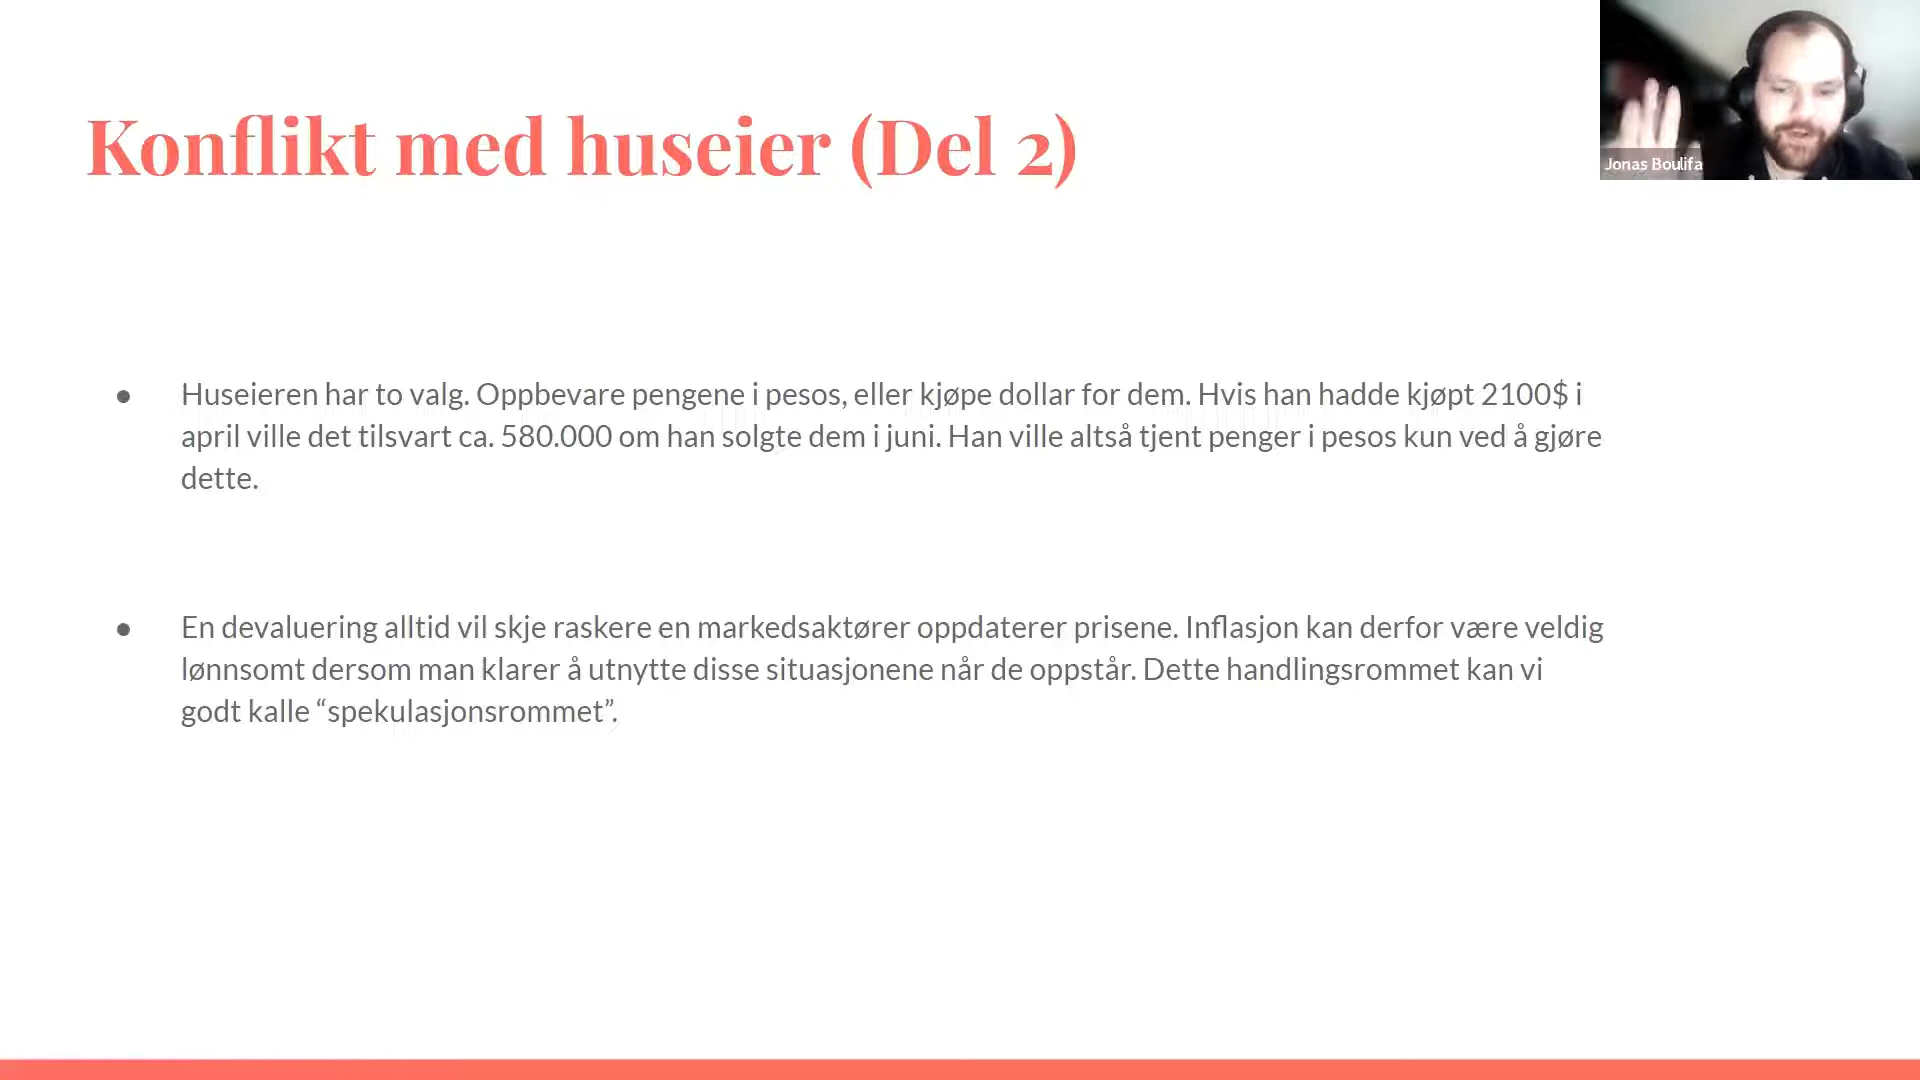 Konflikt med huseier (Del 2)
Jonas Boulifa
● Huseieren har to valg. Oppbevare pengene i pesos, eller kjøpe dollar for dem. Hvis han hadde kjøpt 2100$ i
april ville det tilsvart ca. 580.000 om han solgte dem i juni. Han ville altså tjent penger i pesos kun ved å gjøre
dette.
● En devaluering alltid vil skje raskere en markedsaktører oppdaterer prisene. Inflasjon kan derfor være veldig
lønnsomt dersom man klarer å utnytte disse situasjonene når de oppstår. Dette handlingsrommet kan vi
godt kalle “spekulasjonsrommet”.